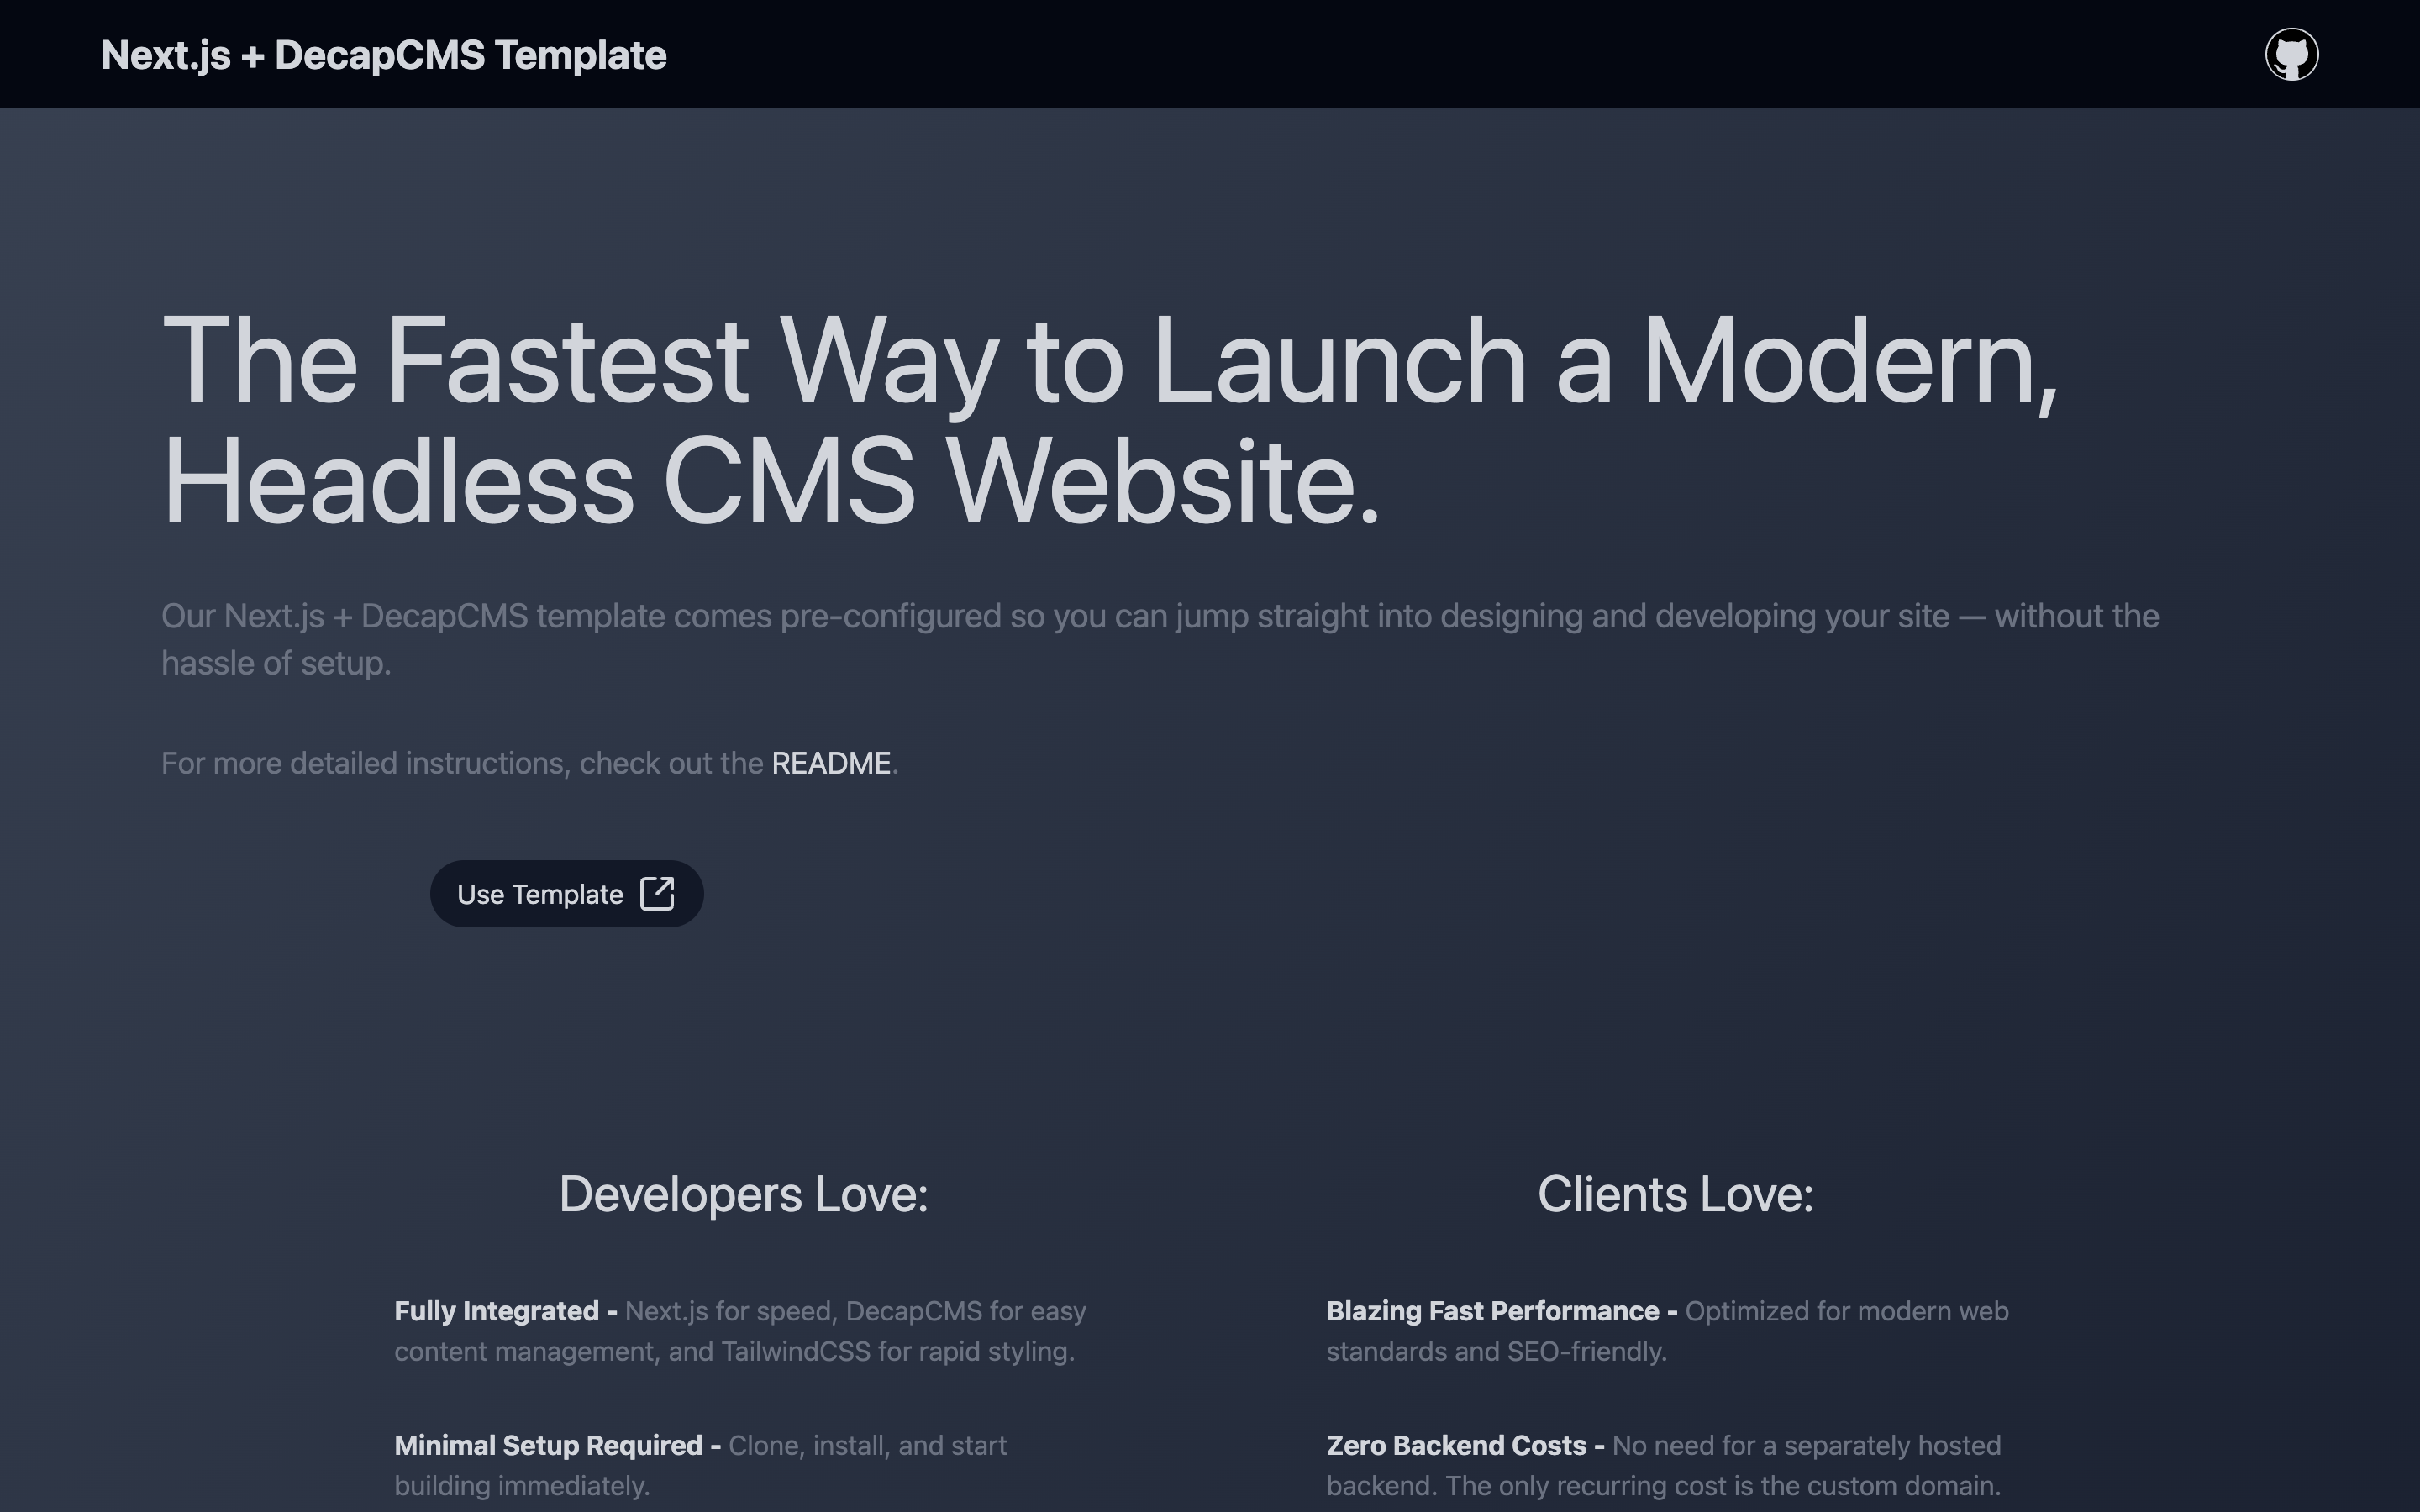 Next.js + DecapCMS Template
The Fastest Way to Launch a Modern,
Headless CMS Website.
Our Next.js + DecapCMS template comes pre-configured so you can jump straight into designing and developing your site — without the
hassle of setup.
For more detailed instructions, check out the README.
Use Template
Developers Love:
Fully Integrated - Next.js for speed, DecapCMS for easy
content management, and TailwindCSS for rapid styling.
Minimal Setup Required - Clone, install, and start
building immediately.
Clients Love:
Blazing Fast Performance - Optimized for modern web
standards and SEO-friendly.
Zero Backend Costs - No need for a separately hosted
backend. The only recurring cost is the custom domain.